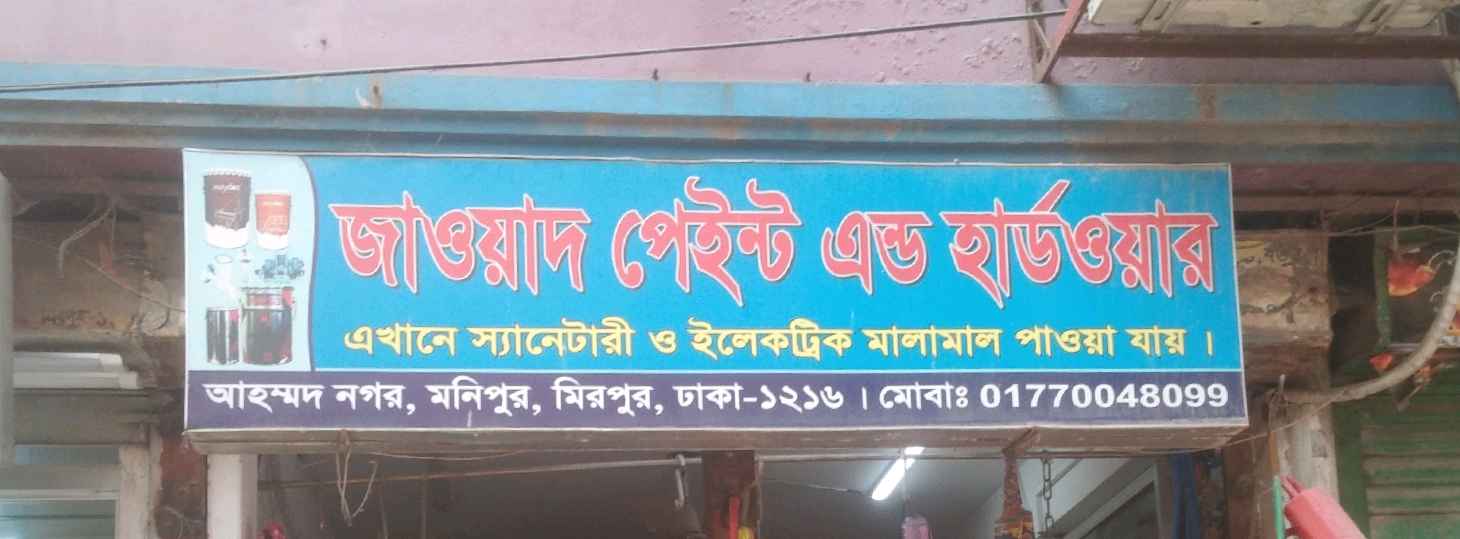 জাওয়াদ পেইন্ট এন্ড হার্ডওয়ার
এখানে স্যানেটারী ও ইলেকট্রিক মালামাল পাওয়া যায় ।
আহম্মদ নগর, মনিপুর, মিরপুর, ঢাকা-১২১৬ । মোবাঃ 01770048099